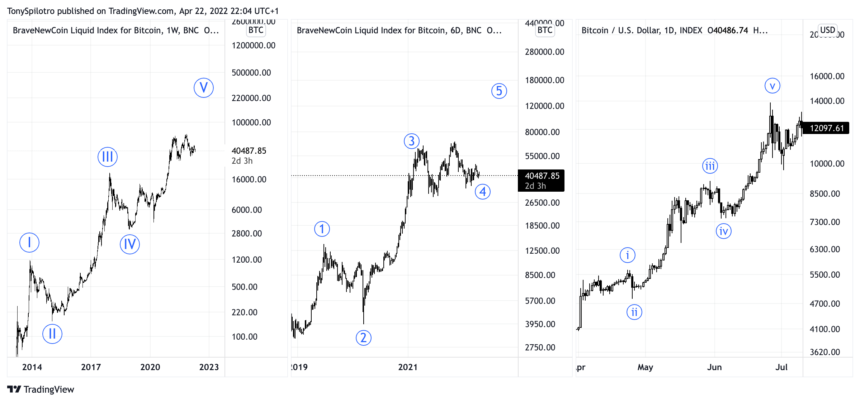 TonySpilotro published on TradingView.com, Apr 22, 2022 22:04 UTC+1
BraveNewCoin Liquid Index for Bitcoin, 1W, BNC O...
BTC
1200000.00
500000.00
220000.00
100000.00
40487.85
2d 3h
16000.00
6000.00
2800.00
1200.00
500.00
220.00
100.00
I
II
III
IV
V
2014
2017
2020
2023
BraveNewCoin Liquid Index for Bitcoin, 6D, BNC O...
BTC
440000.00
280000.00
180000.00
120000.00
80000.00
55000.00
40487.85
2d 3h
26500.00
18500.00
12500.00
8500.00
5700.00
3950.00
2750.00
1
2
3
4
5
2019
2021
Bitcoin / U.S. Dollar, 1D, INDEX O40486.74 H...
USD
16000.00
14000.00
12097.61
10000.00
8500.00
7300.00
6300.00
5500.00
4700.00
4100.00
3620.00
i
ii
iii
iv
v
May
Jun
Jul
TradingView